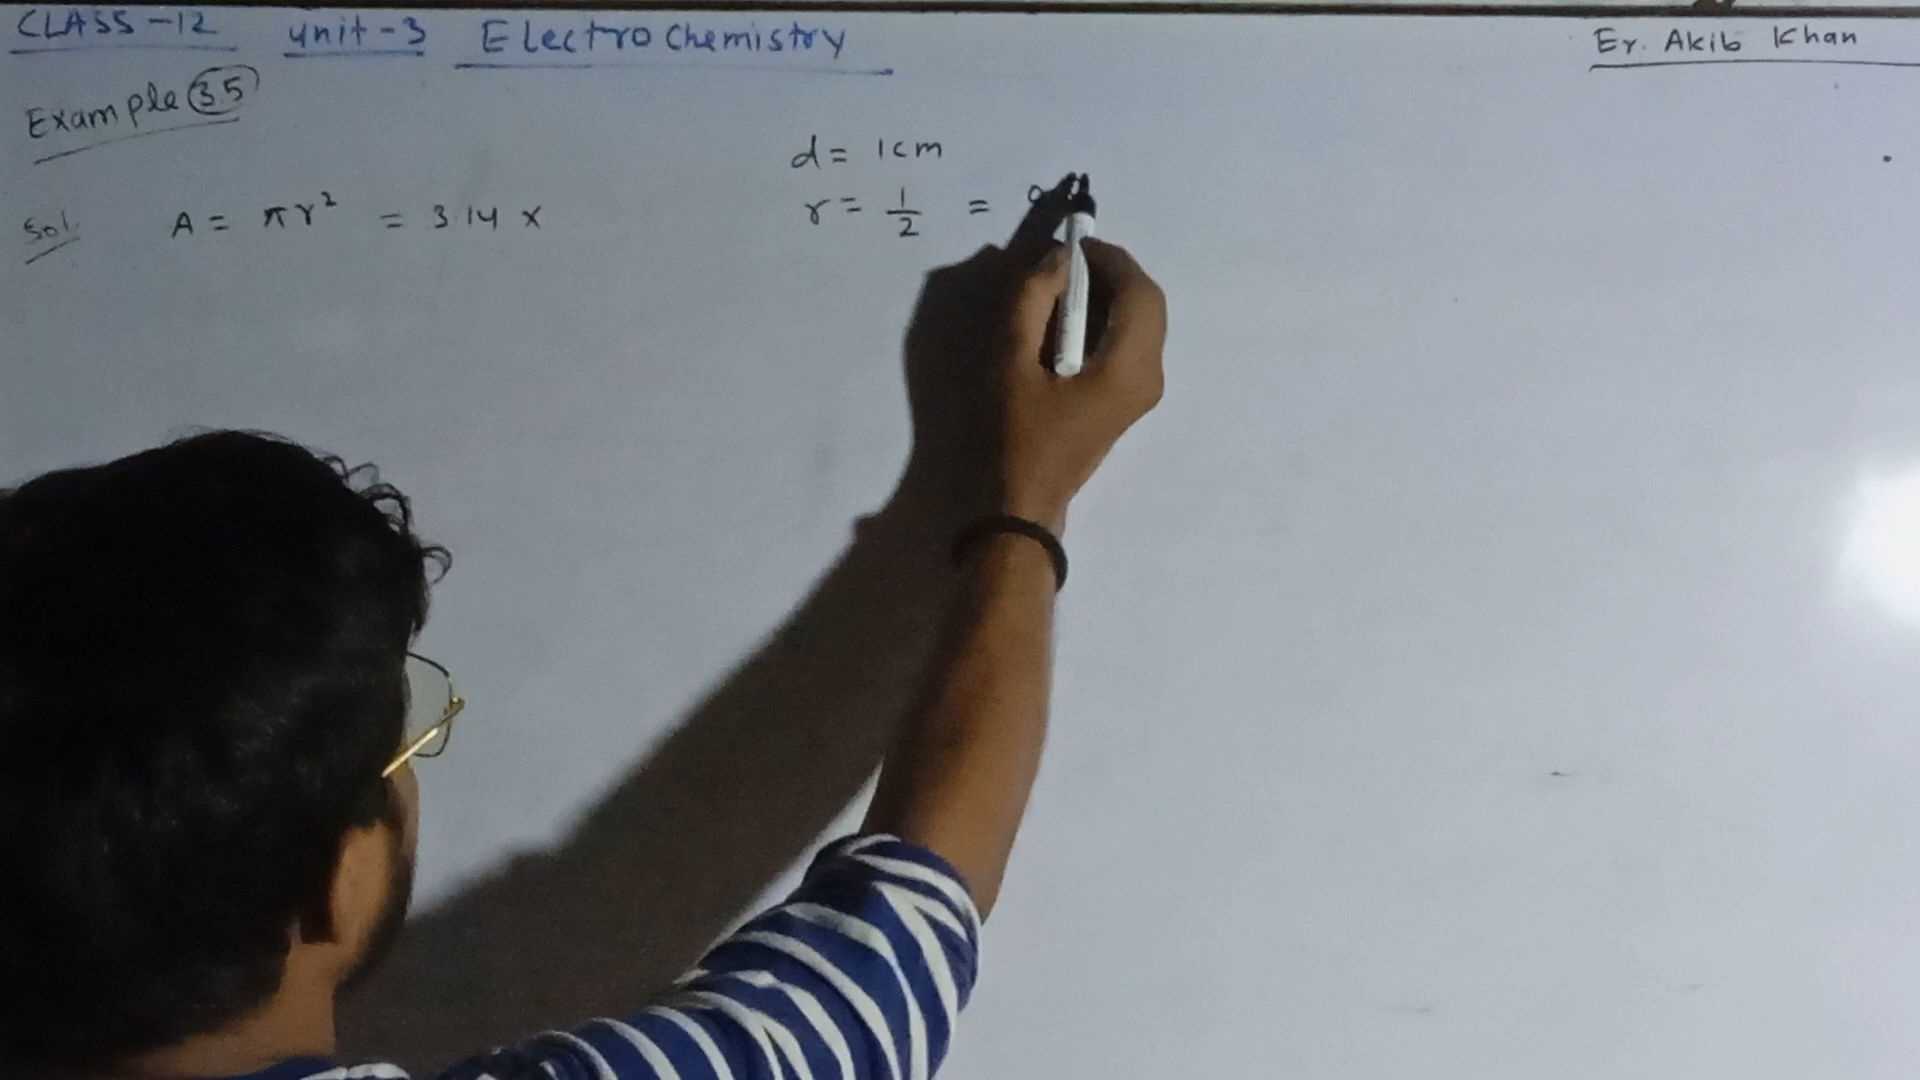 CLASS-12 unit-3 Electro Chemistry
Er. Akib Khan
Example 3.5
d = 1cm
Sol. A = πr² = 3.14 x
r = 1/2 = 0